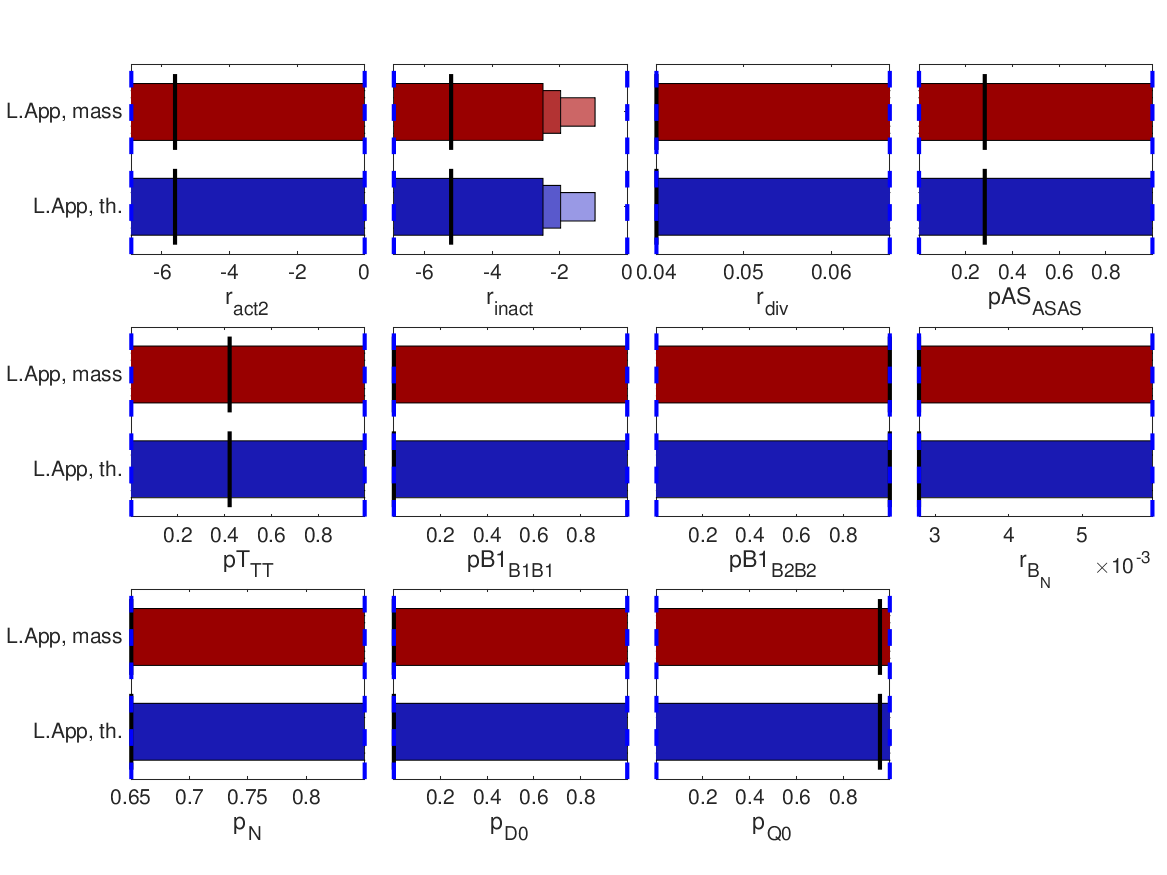 L.App, mass
L.App, th.
-6 -4 -2 0
r_act2
-6 -4 -2 0
r_inact
0.04 0.05 0.06
r_div
0.2 0.4 0.6 0.8
pAS_ASAS
L.App, mass
L.App, th.
0.2 0.4 0.6 0.8
pT_TT
0.2 0.4 0.6 0.8
pB1_B1B1
0.2 0.4 0.6 0.8
pB1_B2B2
3 4 5
×10^-3
r_B_N
L.App, mass
L.App, th.
0.65 0.7 0.75 0.8
p_N
0.2 0.4 0.6 0.8
p_D0
0.2 0.4 0.6 0.8
p_Q0